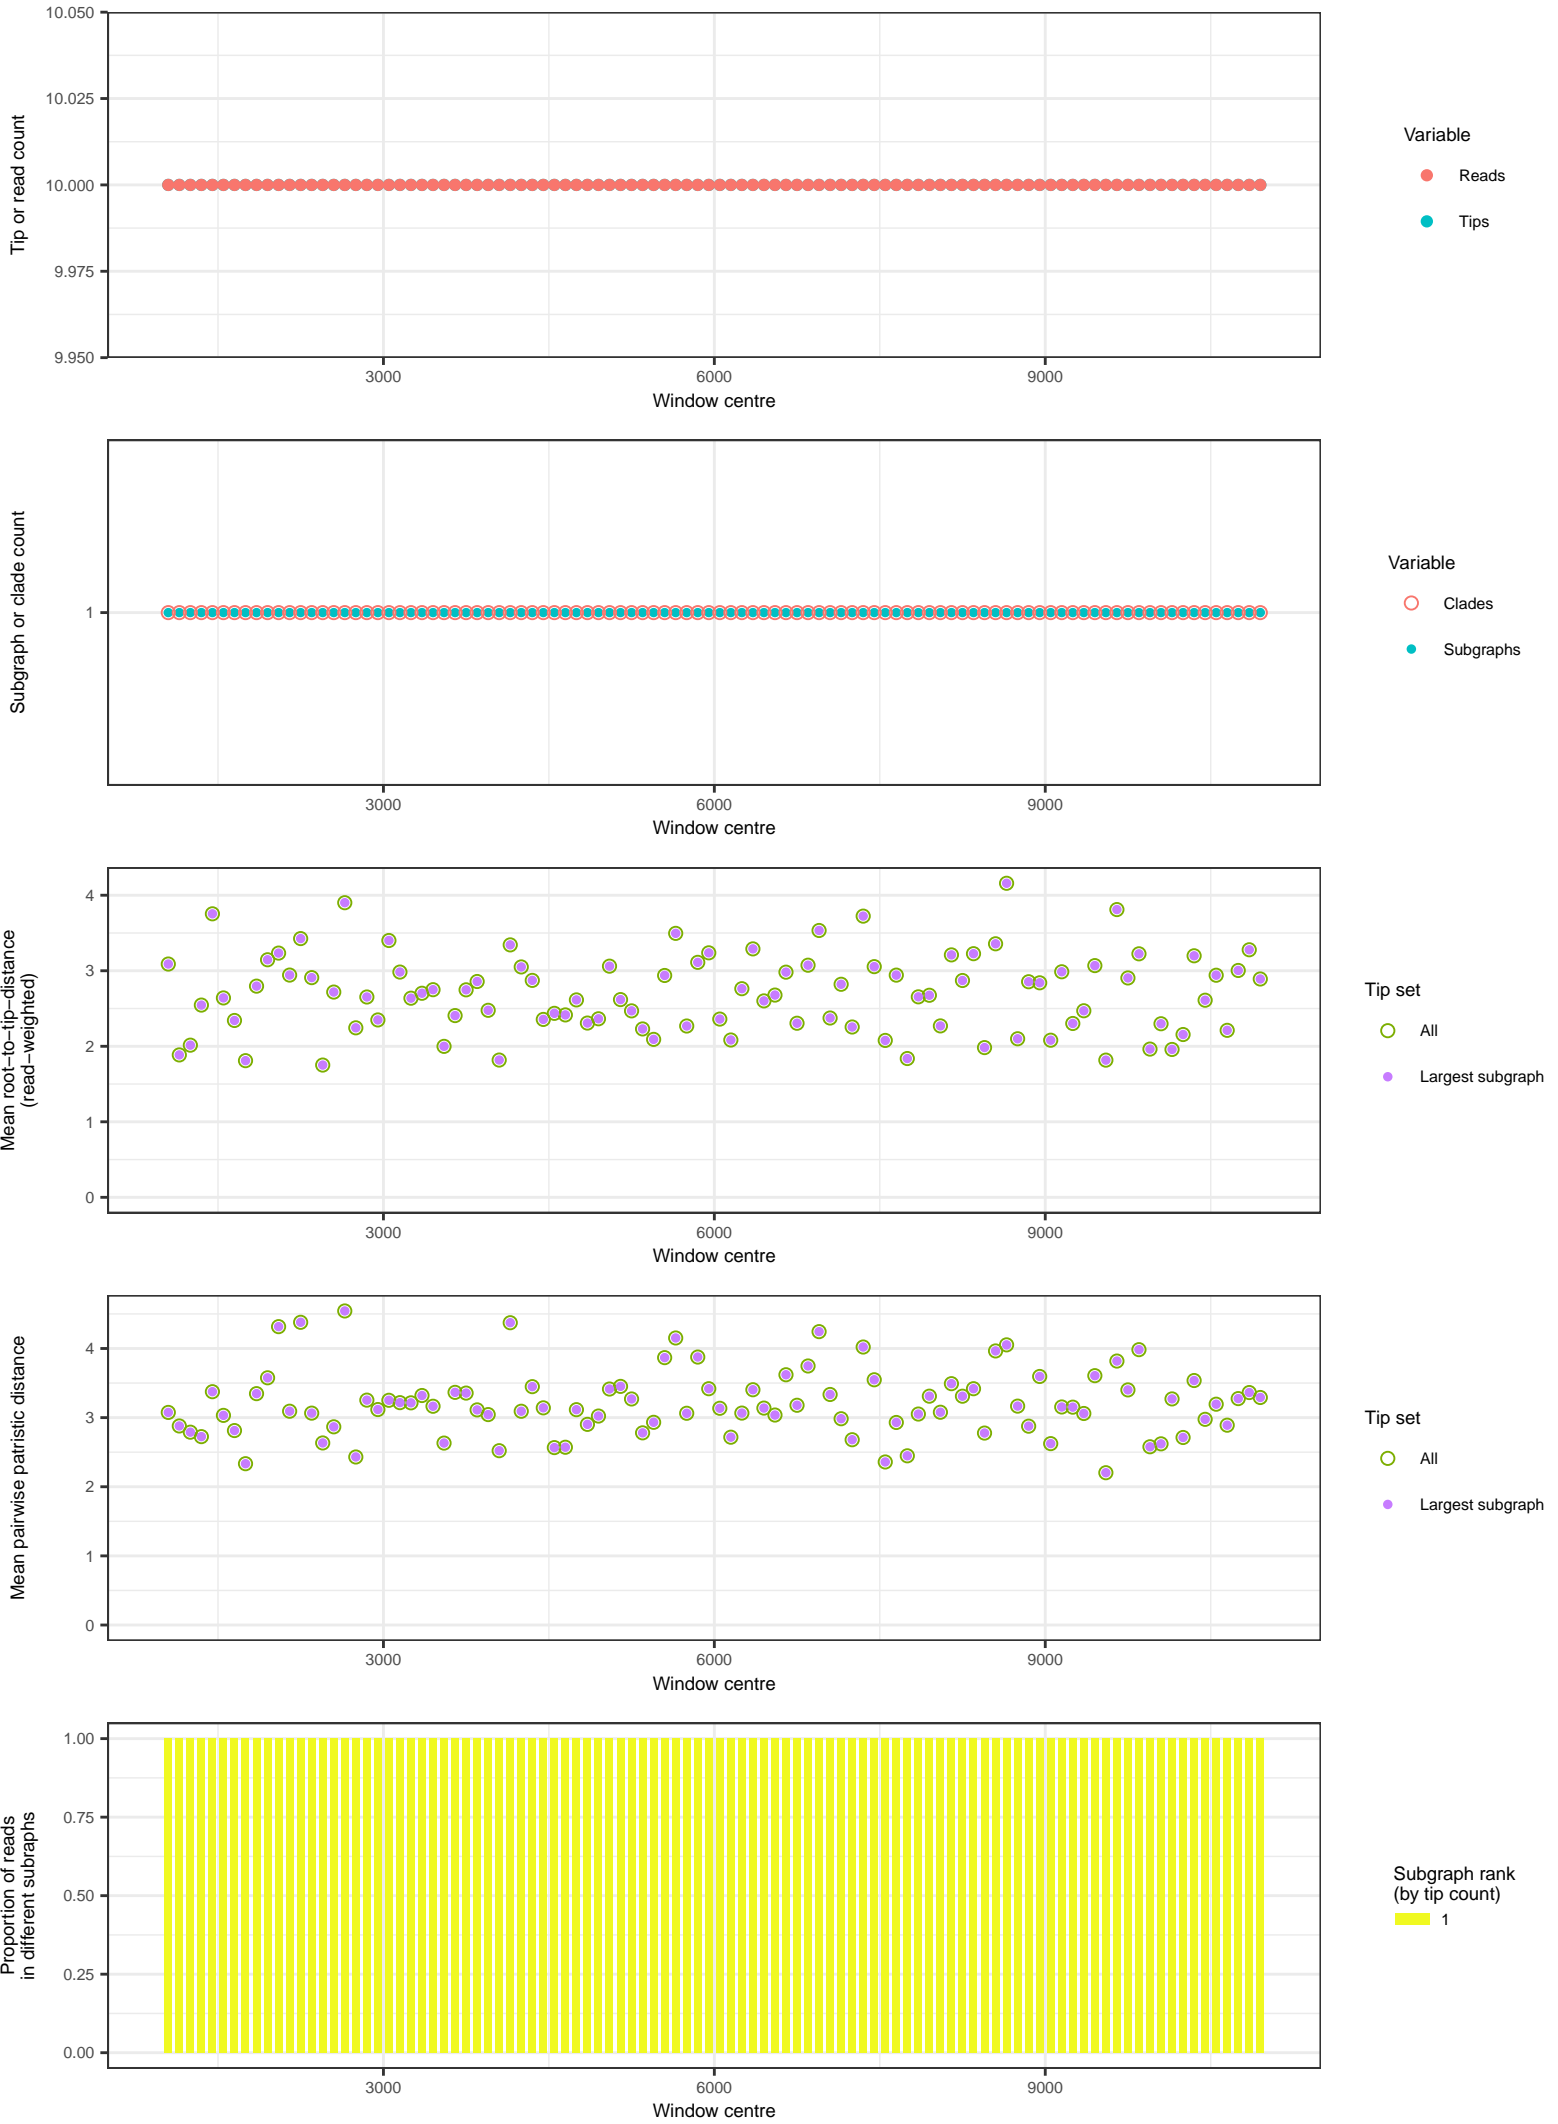 10.050
10.025
10.000
9.975
9.950
Tip or read count
3000 6000 9000
Window centre
Variable
Reads
Tips
Subgraph or clade count
1
3000 6000 9000
Window centre
Variable
Clades
Subgraphs
Mean root−to−tip−distance
(read−weighted)
4
3
2
1
0
3000 6000 9000
Window centre
Tip set
All
Largest subgraph
Mean pairwise patristic distance
4
3
2
1
0
3000 6000 9000
Window centre
Tip set
All
Largest subgraph
Proportion of reads
in different subraphs
1.00
0.75
0.50
0.25
0.00
3000 6000 9000
Window centre
Subgraph rank
(by tip count)
1